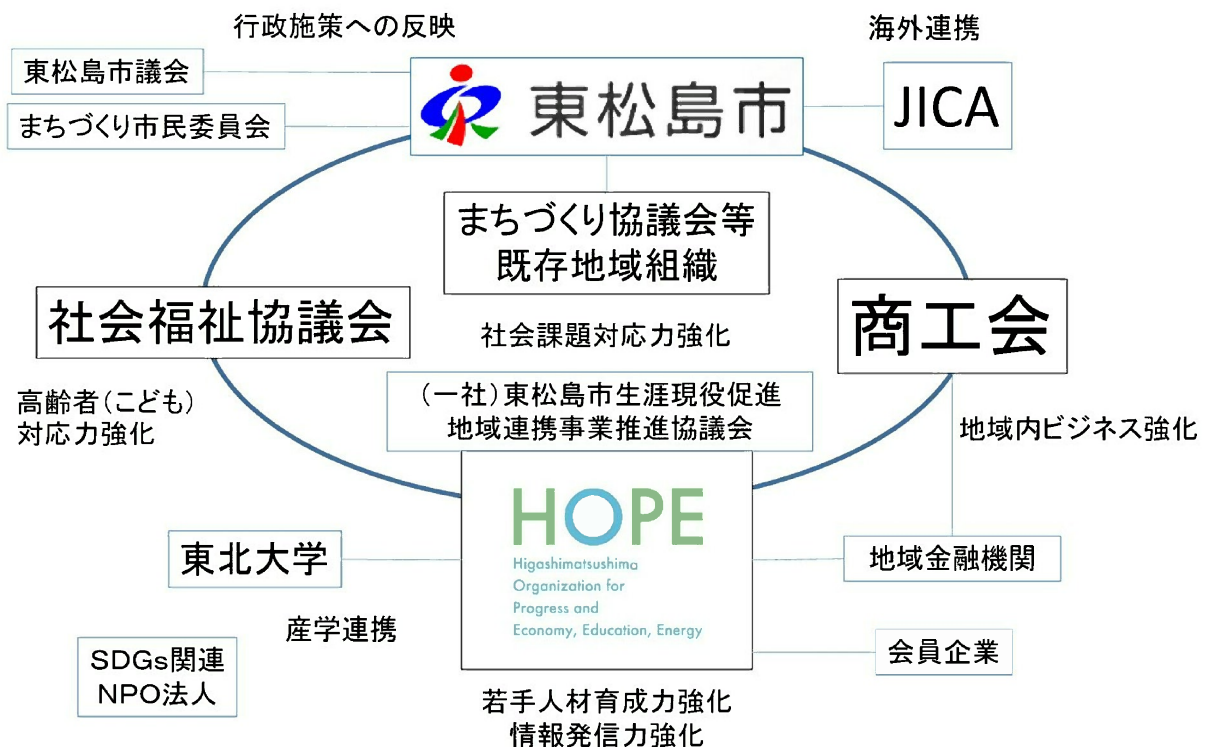 行政施策への反映
海外連携
東松島市議会
東松島市
JICA
まちづくり市民委員会
まちづくり協議会等
既存地域組織
社会福祉協議会
商工会
社会課題対応力強化
高齢者（こども）
対応力強化
（一社）東松島市生涯現役促進
地域連携事業推進協議会
地域内ビジネス強化
HOPE
Higashimatsushima
Organization for
Progress and
Economy, Education, Energy
東北大学
地域金融機関
産学連携
会員企業
SDGs関連
NPO法人
若手人材育成力強化
情報発信力強化